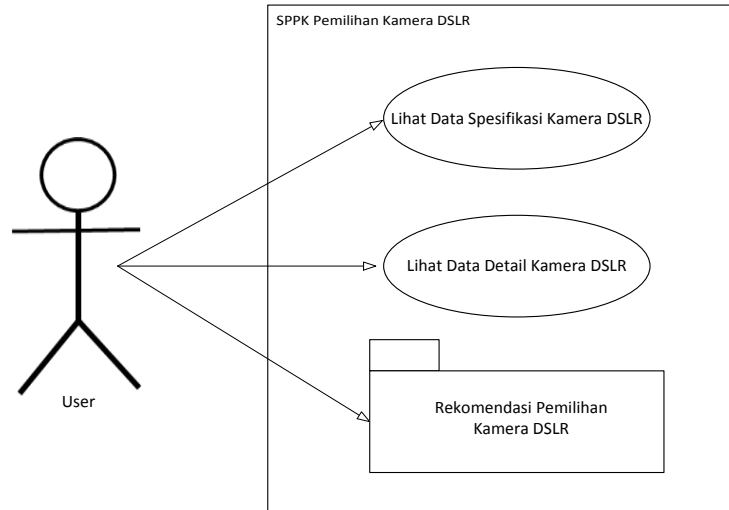 SPPK Pemilihan Kamera DSLR
Lihat Data Spesifikasi Kamera DSLR
Lihat Data Detail Kamera DSLR
Rekomendasi Pemilihan
Kamera DSLR
User